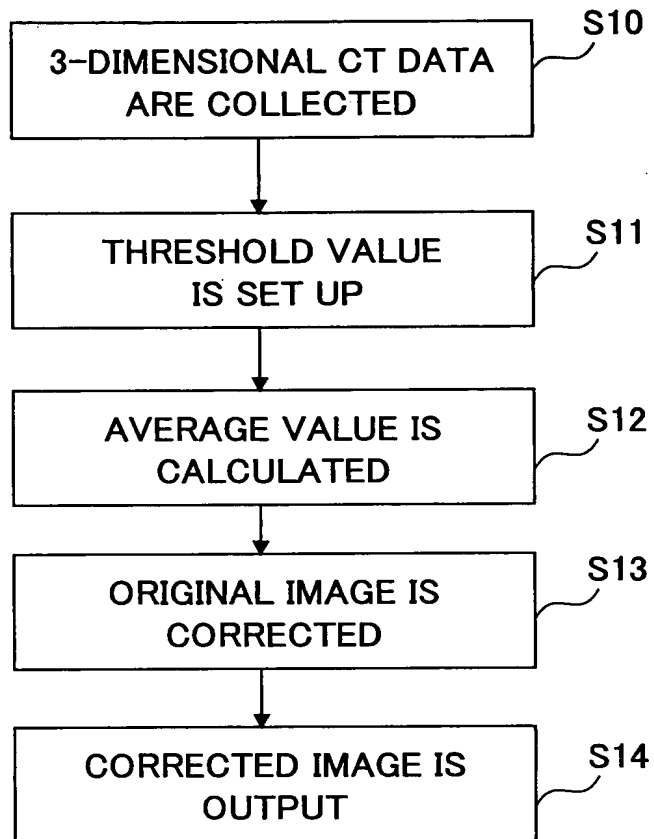 S10
3-DIMENSIONAL CT DATA
ARE COLLECTED
S11
THRESHOLD VALUE
IS SET UP
S12
AVERAGE VALUE IS
CALCULATED
S13
ORIGINAL IMAGE IS
CORRECTED
S14
CORRECTED IMAGE IS
OUTPUT